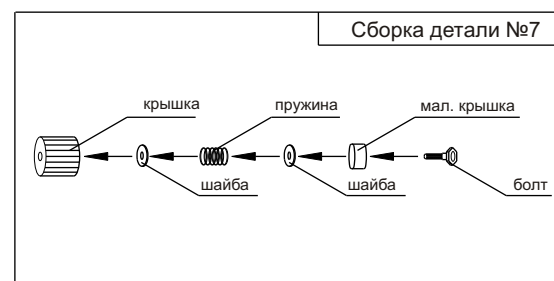 Сборка детали №7
крышка
пружина
мал. крышка
шайба
шайба
болт